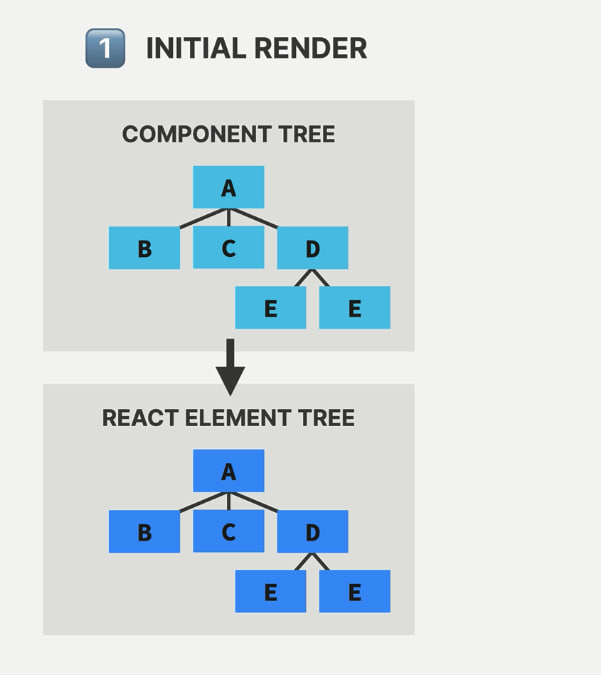 1 INITIAL RENDER
COMPONENT TREE
A
B C D
E E
REACT ELEMENT TREE
A
B C D
E E